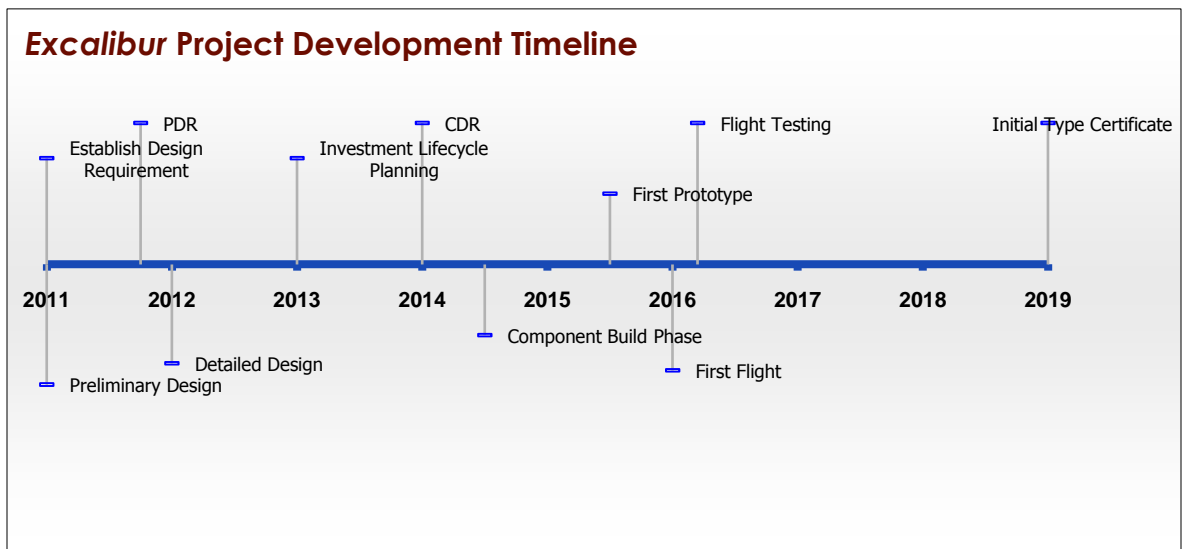 Excalibur Project Development Timeline
PDR
CDR
Flight Testing
Initial Type Certificate
Establish Design
Requirement
Investment Lifecycle
Planning
First Prototype
2011
2012
2013
2014
2015
2016
2017
2018
2019
Component Build Phase
Detailed Design
First Flight
Preliminary Design